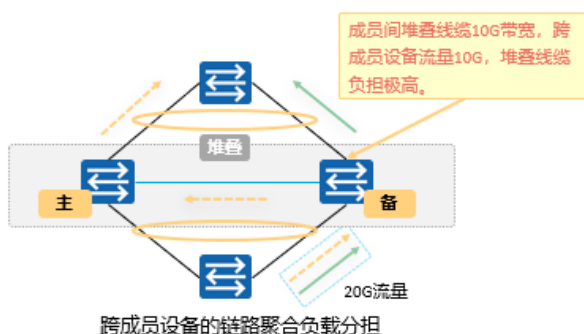 成员间堆叠线缆10G带宽，跨
成员设备流量10G，堆叠线缆
负担极高。
堆叠
主
备
20G流量
跨成员设备的链路聚合负载分担